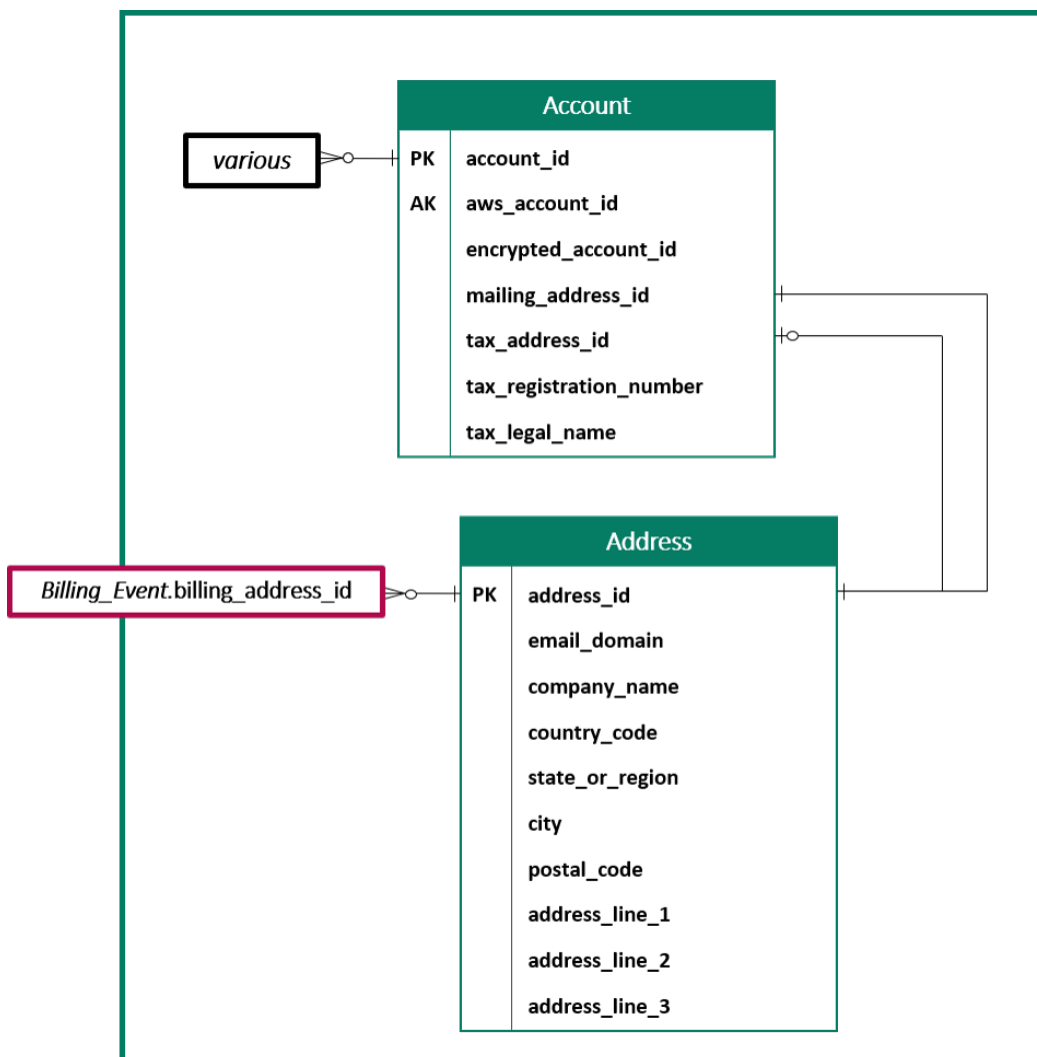 Account
various
PK account_id
AK aws_account_id
encrypted_account_id
mailing_address_id
tax_address_id
tax_registration_number
tax_legal_name
Address
Billing_Event.billing_address_id
PK address_id
email_domain
company_name
country_code
state_or_region
city
postal_code
address_line_1
address_line_2
address_line_3